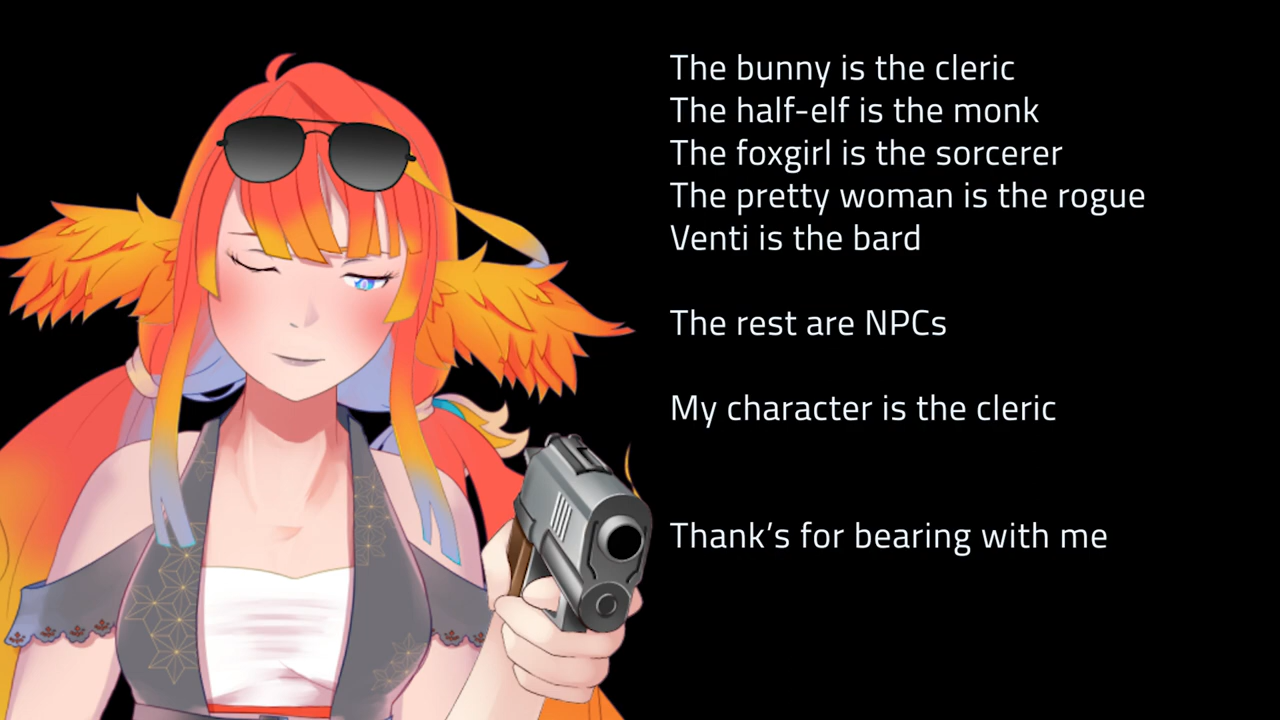 The bunny is the cleric
The half-elf is the monk
The foxgirl is the sorcerer
The pretty woman is the rogue
Venti is the bard
The rest are NPCs
My character is the cleric
Thank’s for bearing with me